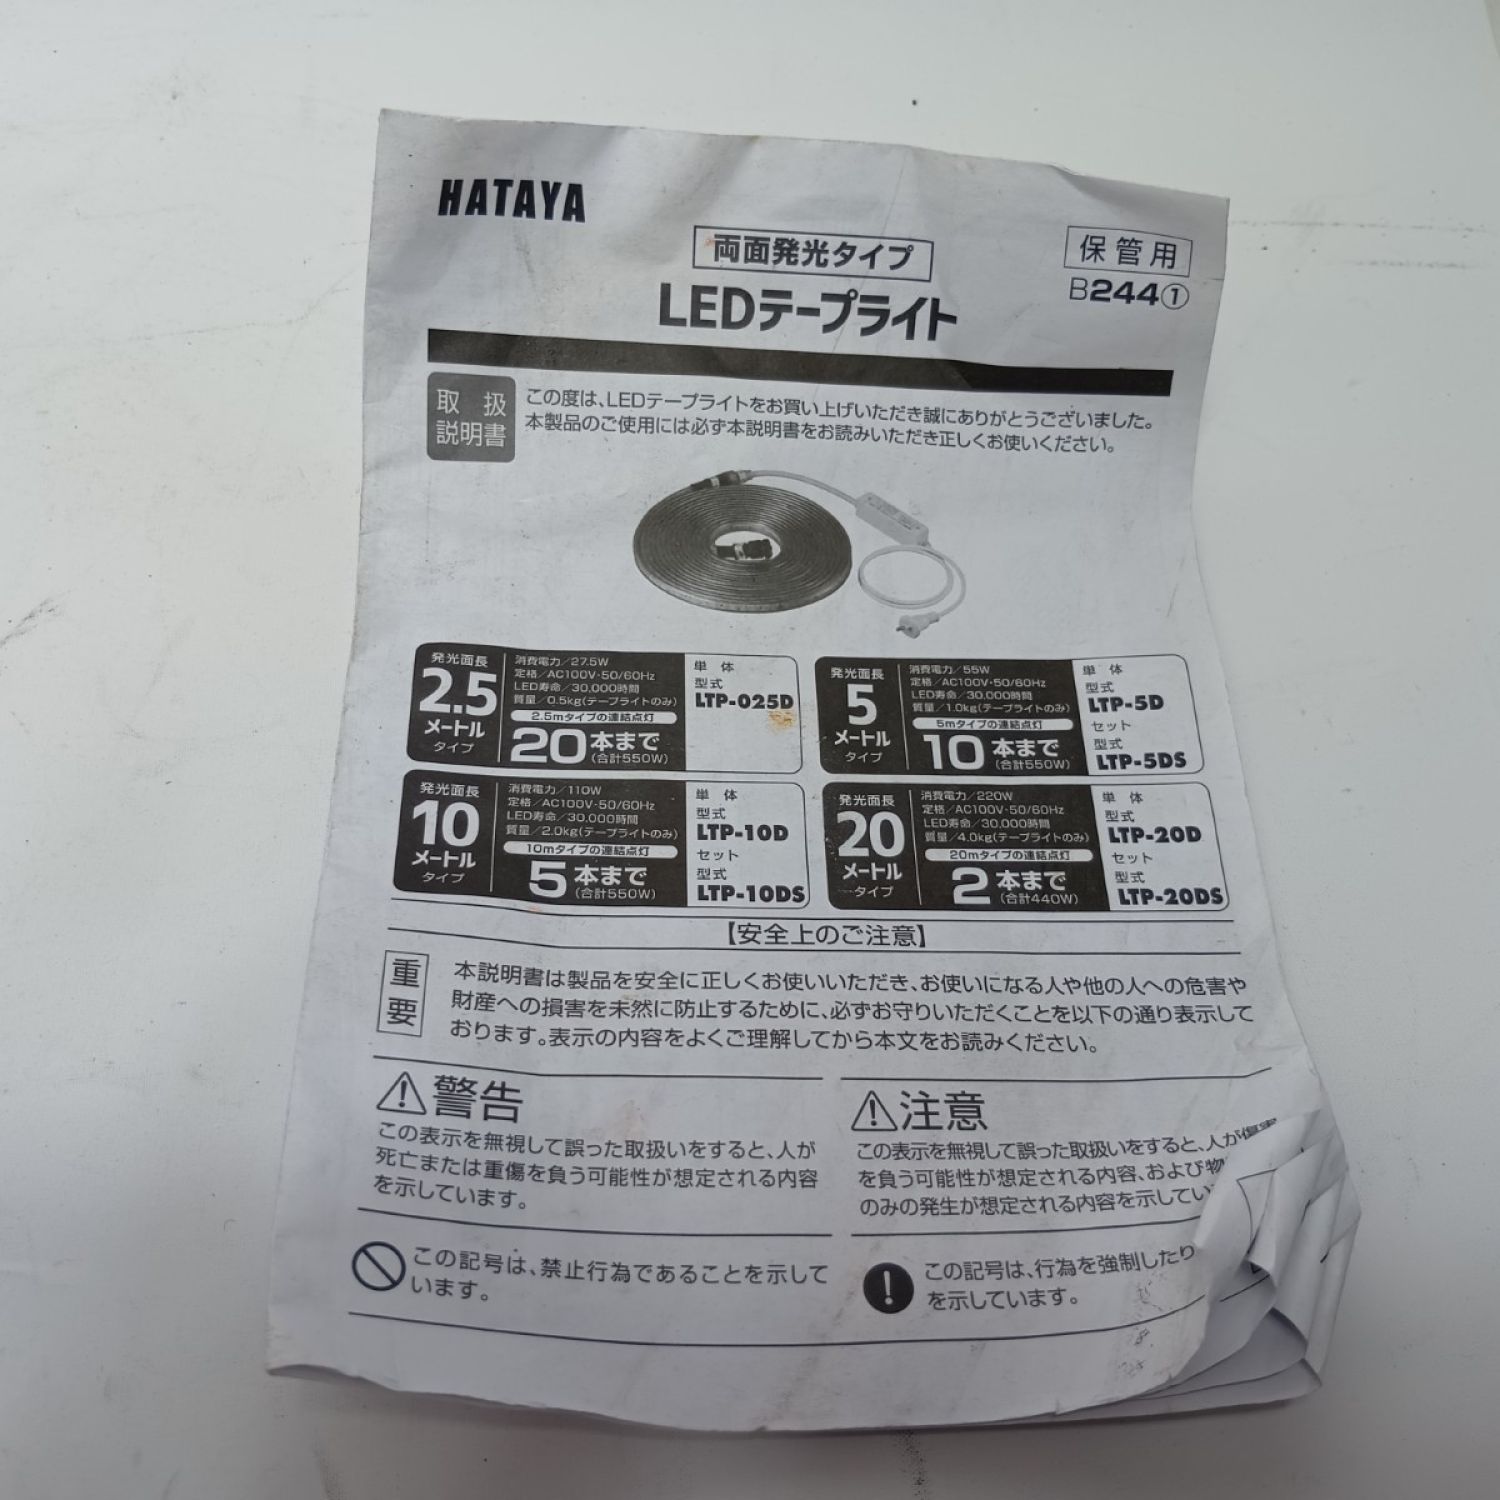 HATAYA
両面発光タイプ
保管用
LEDテープライト
B244①
取扱
説明書
この度は、LEDテープライトをお買い上げいただき誠にありがとうございました。
本製品のご使用には必ず本説明書をお読みいただき正しくお使いください。
発光面長
2.5
メートル
タイプ
消費電力/27.5W
定格/AC100V-50/60Hz
LED寿命/30,000時間
質量/0.5kg(テープライトのみ)
2.5mタイプの連結点灯
20本まで
(合計550W)
単 体
型式
LTP-025D
発光面長
5
メートル
タイプ
消費電力/55W
定格/AC100V-50/60Hz
LED寿命/30,000時間
質量/1.0kg(テープライトのみ)
5mタイプの連結点灯
10本まで
(合計550W)
単 体
型式
LTP-5D
セット
型式
LTP-5DS
発光面長
10
メートル
タイプ
消費電力/110W
定格/AC100V-50/60Hz
LED寿命/30,000時間
質量/2.0kg(テープライトのみ)
10mタイプの連結点灯
5本まで
(合計550W)
単 体
型式
LTP-10D
セット
型式
LTP-10DS
発光面長
20
メートル
タイプ
消費電力/220W
定格/AC100V-50/60Hz
LED寿命/30,000時間
質量/4.0kg(テープライトのみ)
20mタイプの連結点灯
2本まで
(合計440W)
単 体
型式
LTP-20D
セット
型式
LTP-20DS
【安全上のご注意】
重要
本説明書は製品を安全に正しくお使いいただき、お使いになる人や他の人への危害や
財産への損害を未然に防止するために、必ずお守りいただくことを以下の通り表示して
おります。表示の内容をよくご理解してから本文をお読みください。
警告
この表示を無視して誤った取扱いをすると、人が
死亡または重傷を負う可能性が想定される内容
を示しています。
注意
この表示を無視して誤った取扱いをすると、人が傷害
を負う可能性が想定される内容、および物
のみの発生が想定される内容を示してい
この記号は、禁止行為であることを示して
います。
この記号は、行為を強制したり
を示しています。